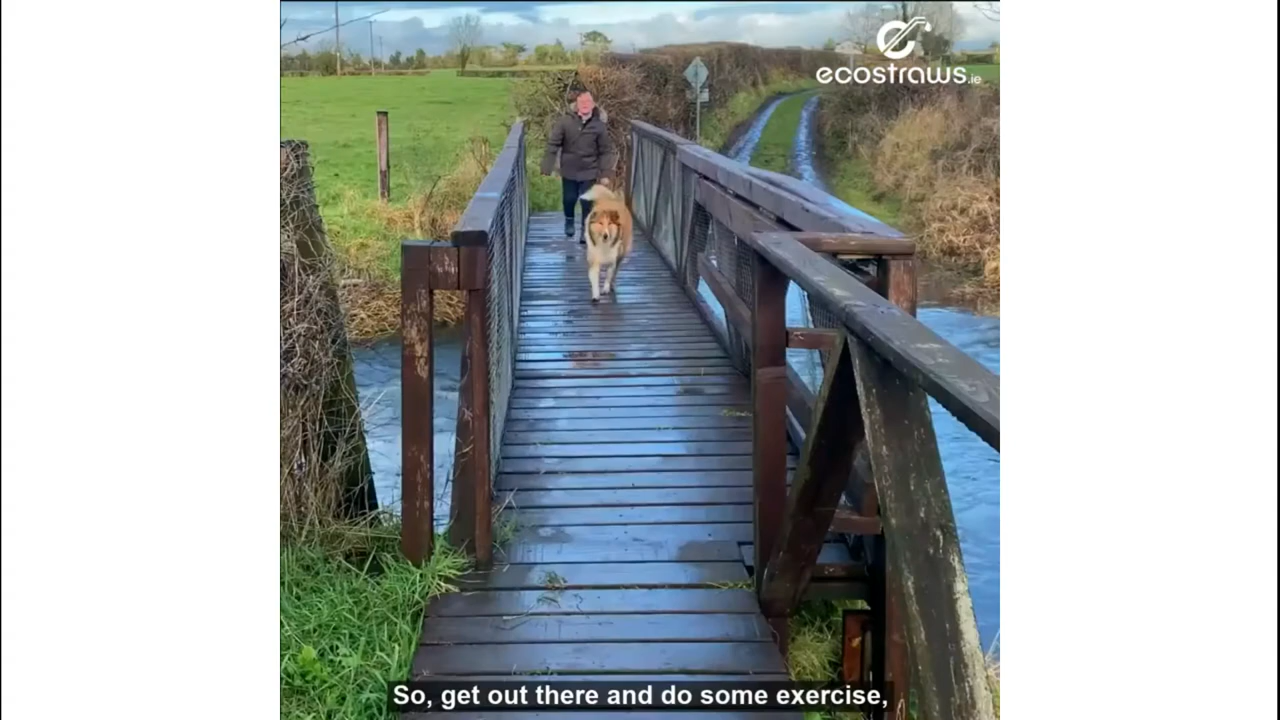 ecostraws.ie
So, get out there and do some exercise,